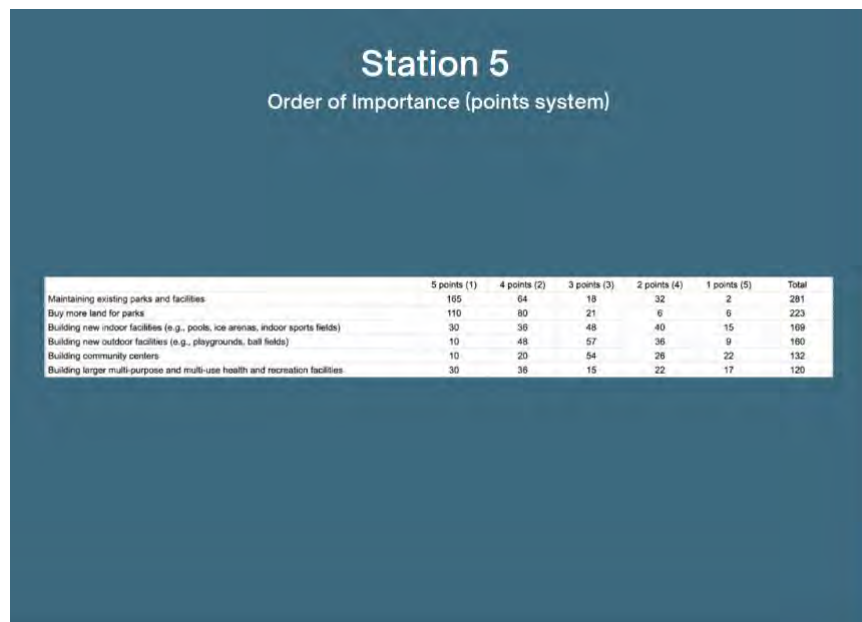 Station 5
Order of Importance (points system)
5 points (1) 4 points (2) 3 points (3) 2 points (4) 1 points (5) Total
Maintaining existing parks and facilities 165 64 18 32 2 281
Buy more land for parks 110 80 21 6 6 223
Building new indoor facilities (e.g., pools, ice arenas, indoor sports fields) 30 36 48 40 15 169
Building new outdoor facilities (e.g., playgrounds, ball fields) 10 48 57 36 9 160
Building community centers 10 20 54 26 22 132
Building larger multi-purpose and multi-use health and recreation facilities 30 36 15 22 17 120